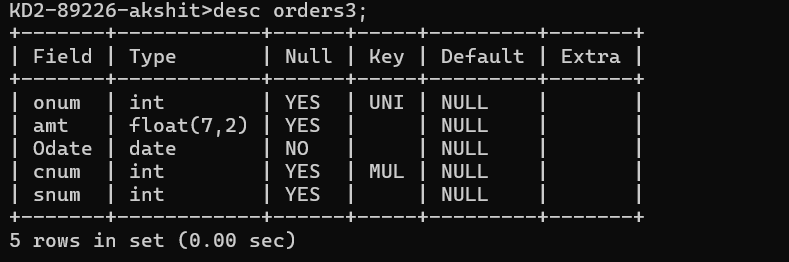 KD2-89226-akshit>desc orders3;
+-------+------------+------+-----+---------+-------+
| Field | Type       | Null | Key | Default | Extra |
+-------+------------+------+-----+---------+-------+
| onum  | int        | YES  | UNI | NULL    |       |
| amt   | float(7,2) | YES  |     | NULL    |       |
| Odate | date       | NO   |     | NULL    |       |
| cnum  | int        | YES  | MUL | NULL    |       |
| snum  | int        | YES  |     | NULL    |       |
+-------+------------+------+-----+---------+-------+
5 rows in set (0.00 sec)